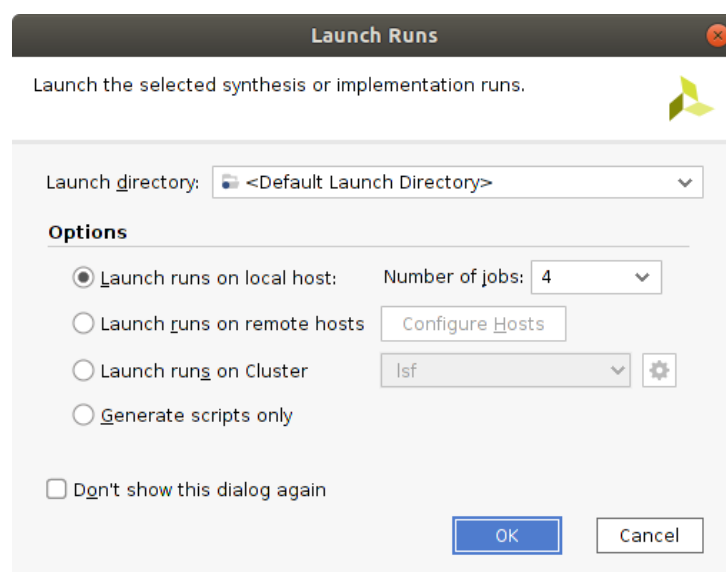 Launch Runs
Launch the selected synthesis or implementation runs.
Launch directory: <Default Launch Directory>
Options
Launch runs on local host: Number of jobs: 4
Launch runs on remote hosts Configure Hosts
Launch runs on Cluster lsf
Generate scripts only
Don't show this dialog again
OK Cancel